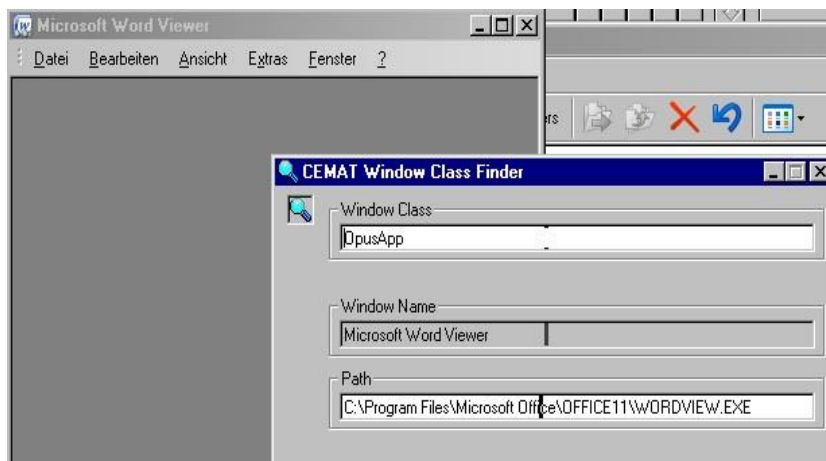 Microsoft Word Viewer
Datei Bearbeiten Ansicht Extras Fenster ?
rs
CEMAT Window Class Finder
Window Class
OpusApp
Window Name
Microsoft Word Viewer
Path
C:\Program Files\Microsoft Office\OFFICE11\WORDVIEW.EXE